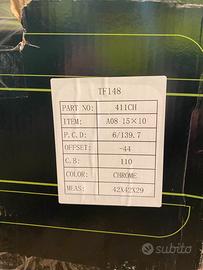 TF148
PART NO: 411CH
ITEM: A08 15×10
P.C.D: 6/139.7
OFFSET: -44
C.B: 110
COLOR: CHROME
MEAS: 42X42X29
subito